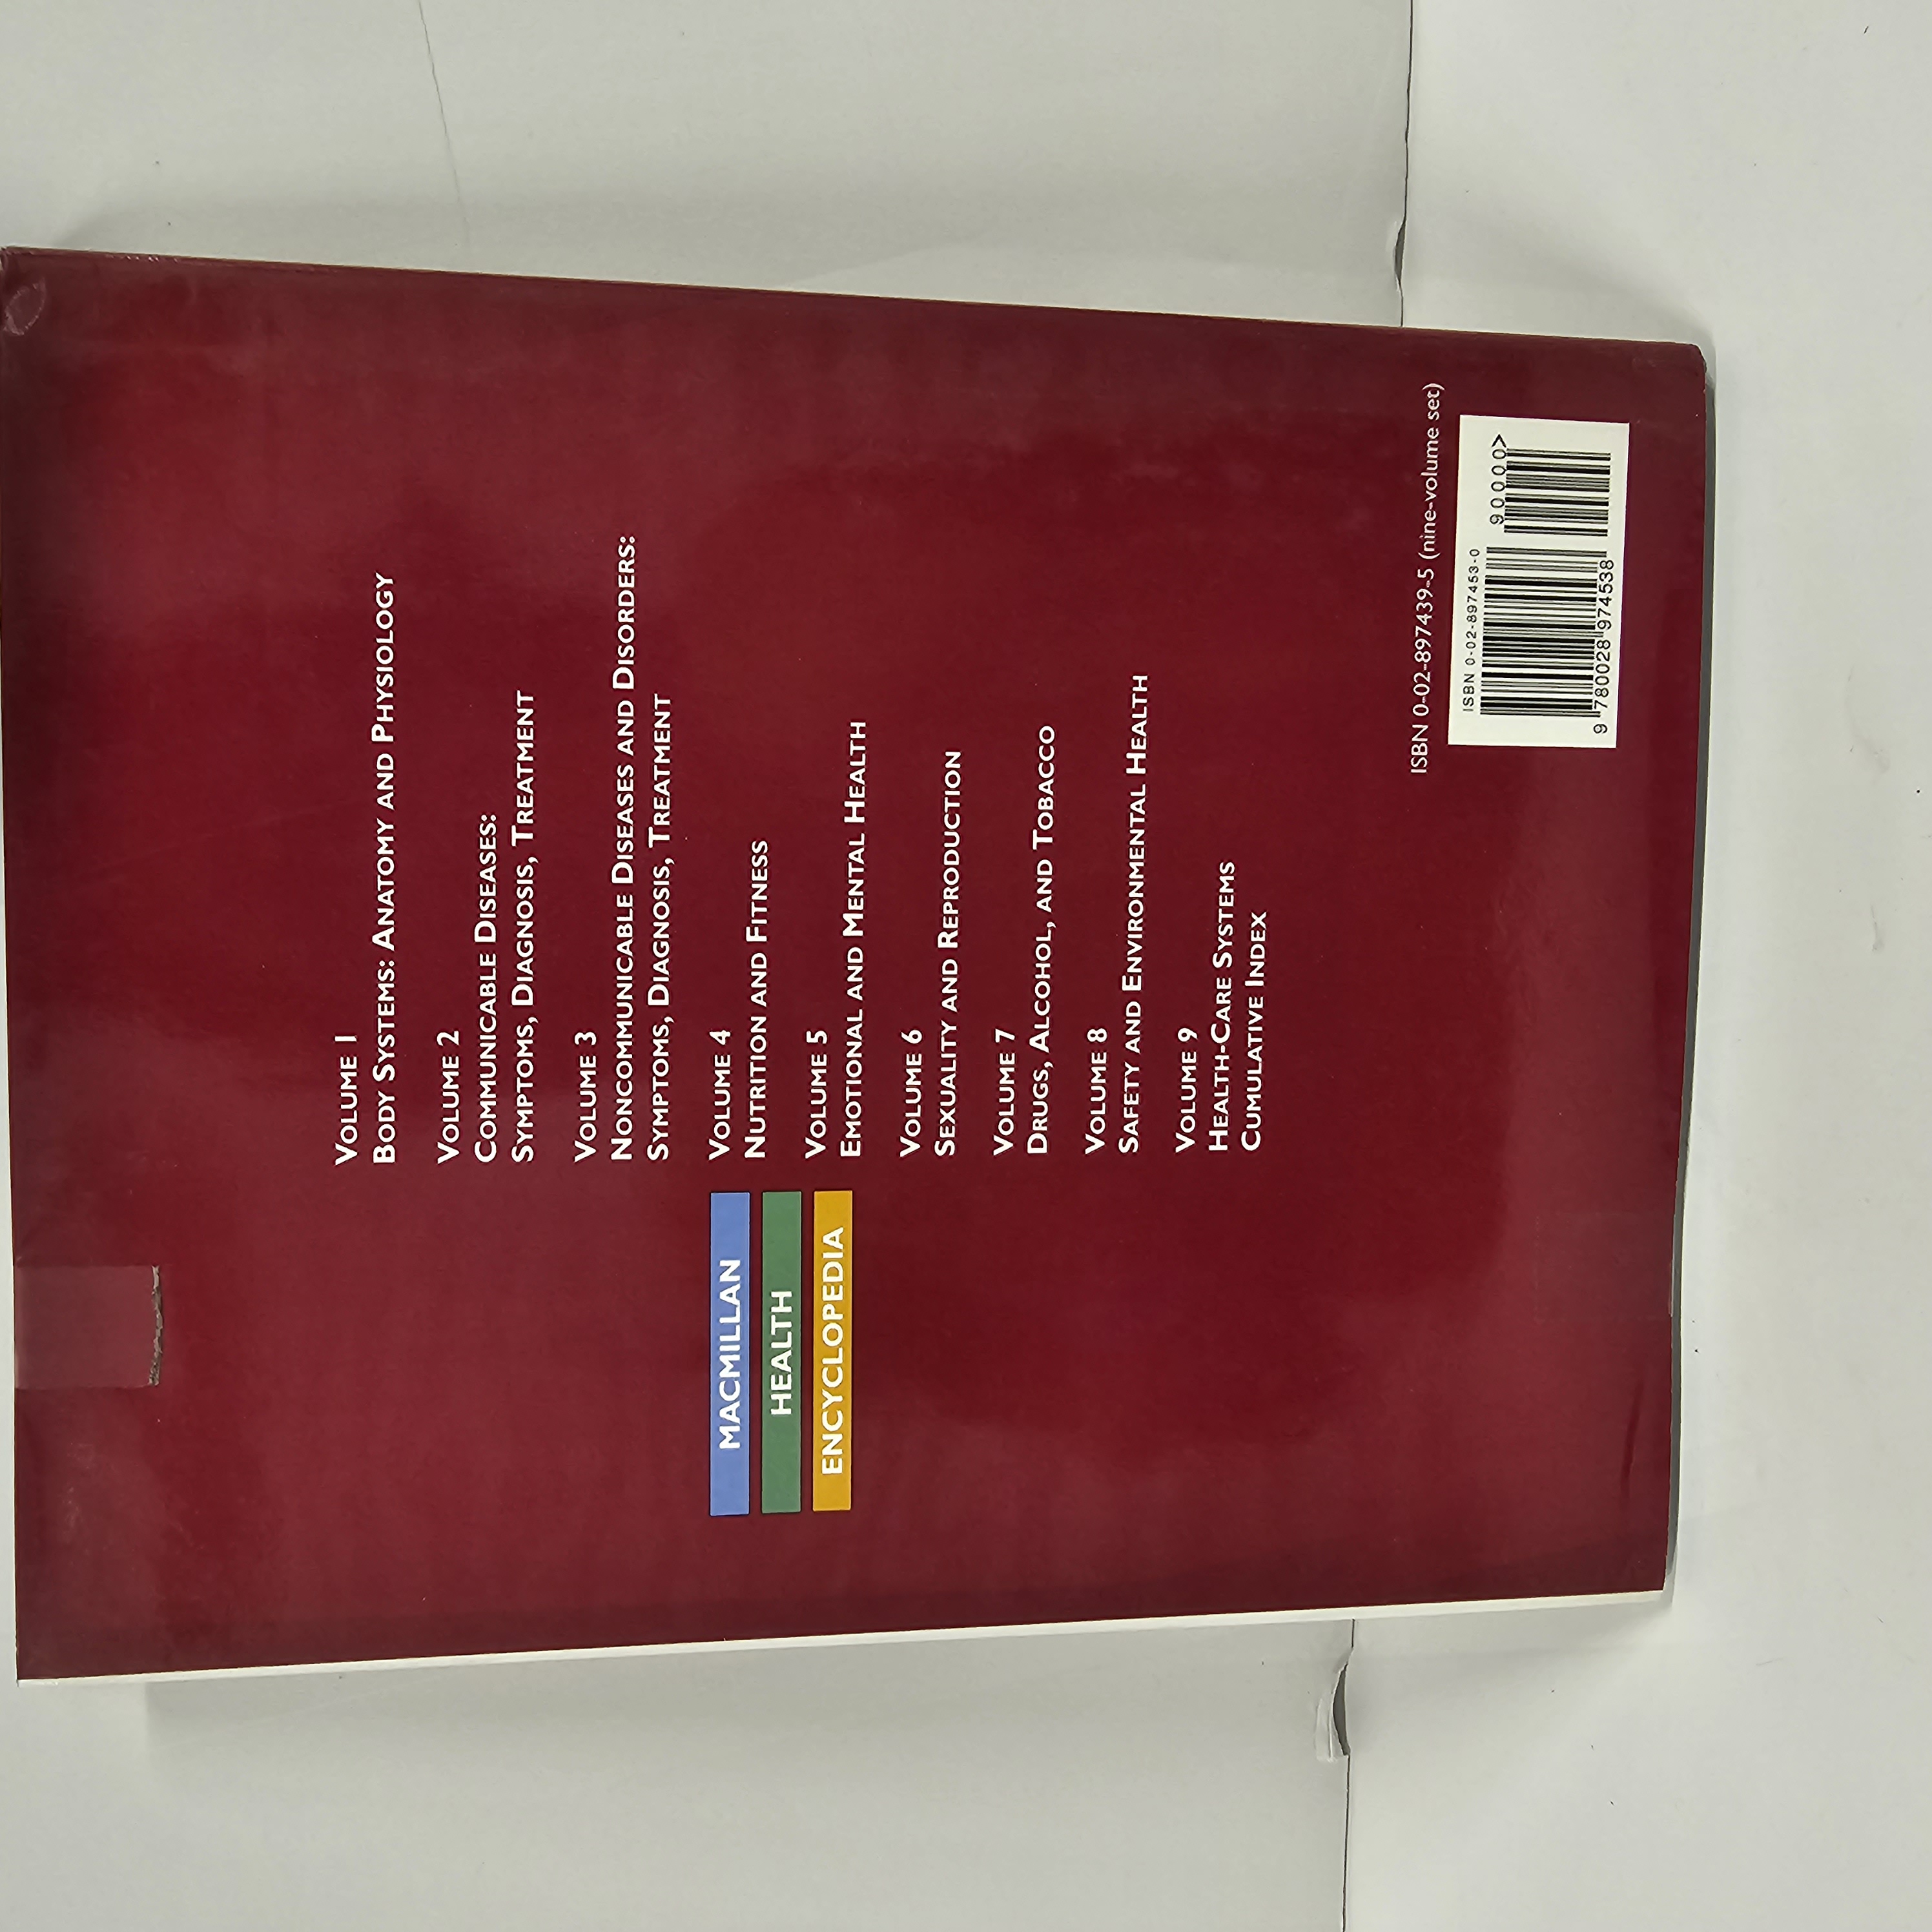 Volume 1
Body Systems: Anatomy and Physiology
Volume 2
Communicable Diseases:
Symptoms, Diagnosis, Treatment
Volume 3
Noncommunicable Diseases and Disorders:
Symptoms, Diagnosis, Treatment
MACMILLAN
HEALTH
ENCYCLOPEDIA
Volume 4
Nutrition and Fitness
Volume 5
Emotional and Mental Health
Volume 6
Sexuality and Reproduction
Volume 7
Drugs, Alcohol, and Tobacco
Volume 8
Safety and Environmental Health
Volume 9
Health-Care Systems
Cumulative Index
ISBN 0-02-897439-5 (nine-volume set)
ISBN 0-02-897453-0
90000>
9 780028 974538